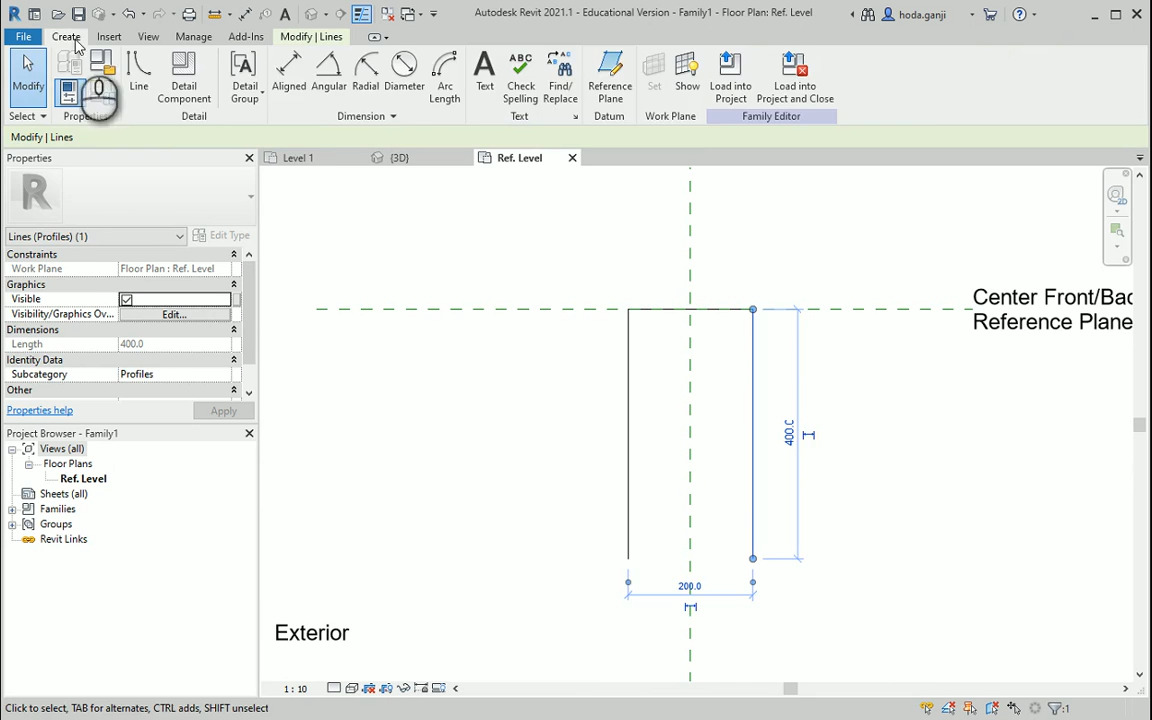 Autodesk Revit 2021.1 - Educational Version - Family1 - Floor Plan: Ref. Level
hoda.ganji
File Create Insert View Manage Add-Ins Modify | Lines
Modify
Line
Detail Component
Detail Group
Aligned Angular Radial Diameter Arc Length
Text Check Spelling Find/ Replace
Reference Plane
Set Show
Load into Project
Load into Project and Close
Select Detail Dimension Text Datum Work Plane Family Editor
Modify | Lines
Properties
Level 1 {3D} Ref. Level
Lines (Profiles) (1) Edit Type
Constraints
Work Plane Floor Plan : Ref. Level
Graphics
Visible
Visibility/Graphics Ov... Edit...
Dimensions
Length 400.0
Identity Data
Subcategory Profiles
Other
Properties help Apply
Project Browser - Family1
Views (all)
Floor Plans
Ref. Level
Sheets (all)
Families
Groups
Revit Links
Center Front/Bac
Reference Plane
400.0
200.0
Exterior
1 : 10
Click to select, TAB for alternates, CTRL adds, SHIFT unselect
:1